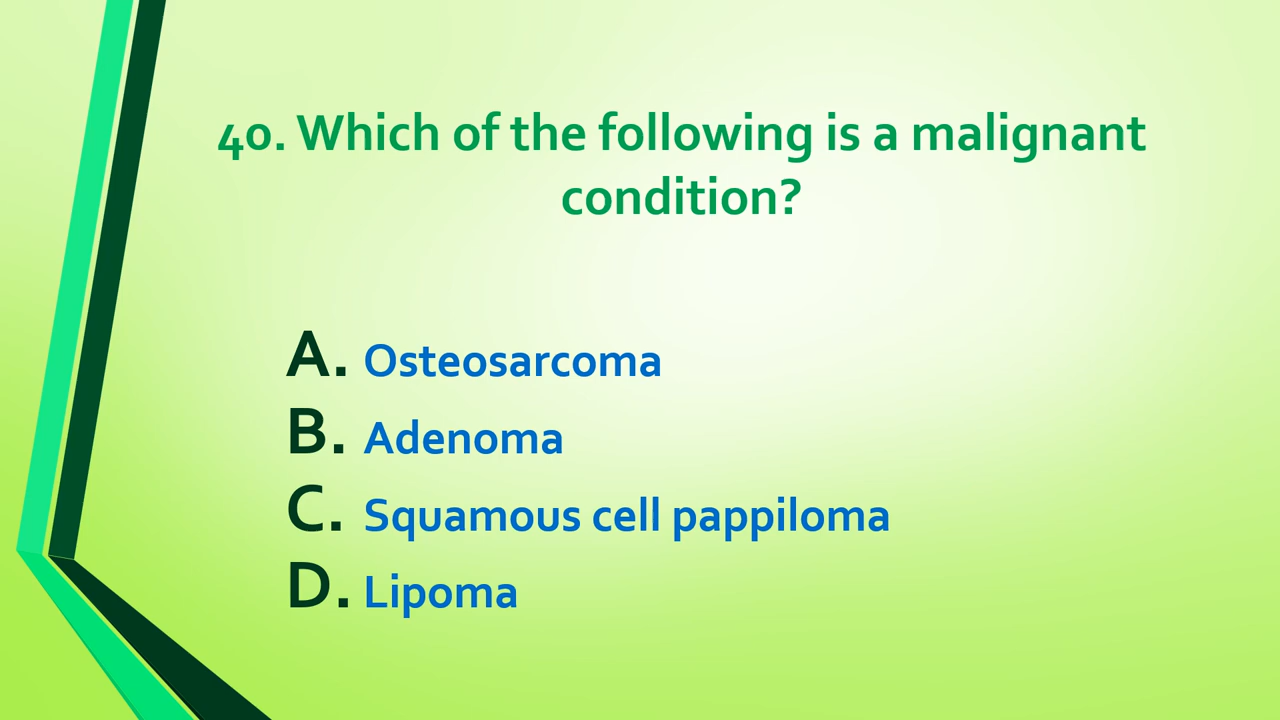 40. Which of the following is a malignant
condition?
A. Osteosarcoma
B. Adenoma
C. Squamous cell pappiloma
D. Lipoma